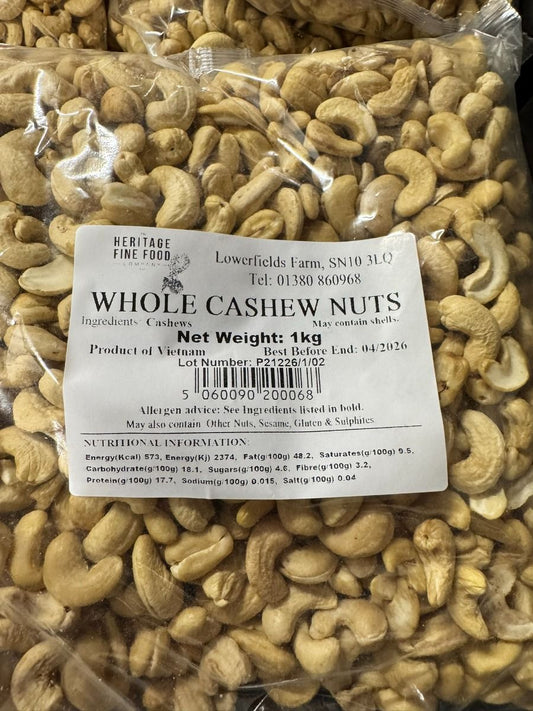 THE
HERITAGE
FINE FOOD
COMPANY
Lowerfields Farm, SN10 3LQ
Tel: 01380 860968
WHOLE CASHEW NUTS
Ingredients: Cashews May contain shells.
Net Weight: 1kg
Product of Vietnam Best Before End: 04/2026
Lot Number: P21226/1/02
5 060090 200068
Allergen advice: See Ingredients listed in bold.
May also contain Other Nuts, Sesame, Gluten & Sulphites
NUTRITIONAL INFORMATION:
Energy(Kcal) 573, Energy(Kj) 2374, Fat(g/100g) 48.2, Saturates(g/100g) 9.5,
Carbohydrate(g/100g) 18.1, Sugars(g/100g) 4.6, Fibre(g/100g) 3.2,
Protein(g/100g) 17.7, Sodium(g/100g) 0.015, Salt(g/100g) 0.04